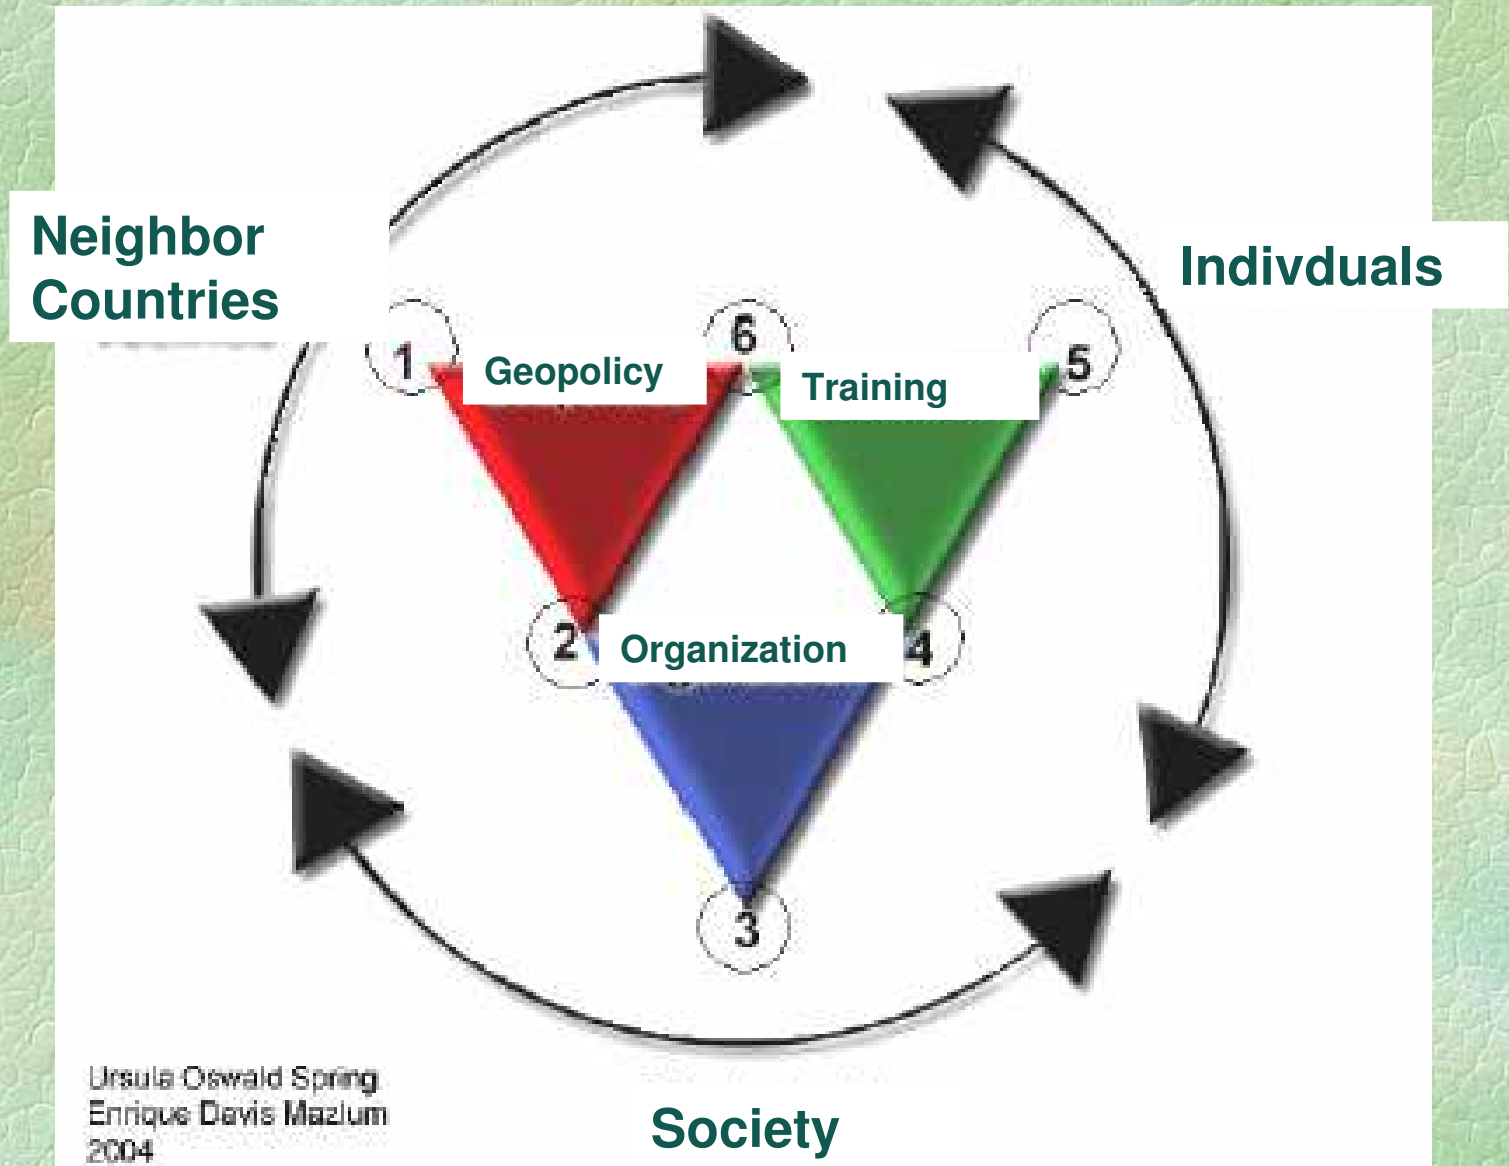 Neighbor
Countries
Indivduals
1
6
5
Geopolicy
Training
2
Organization
4
3
Ursula Oswald Spring
Enrique Davis Mazlum
2004
Society